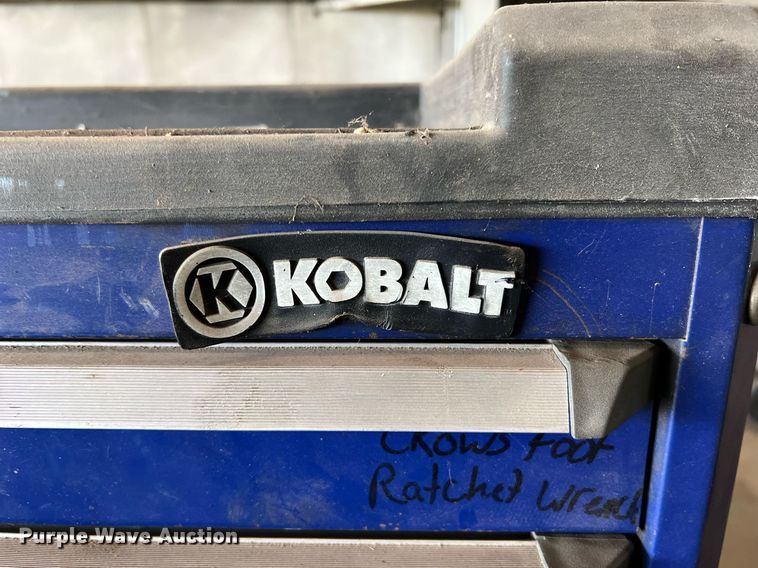 K KOBALT
CROWS FOOT
Ratchet Wrench
Purple Wave Auction